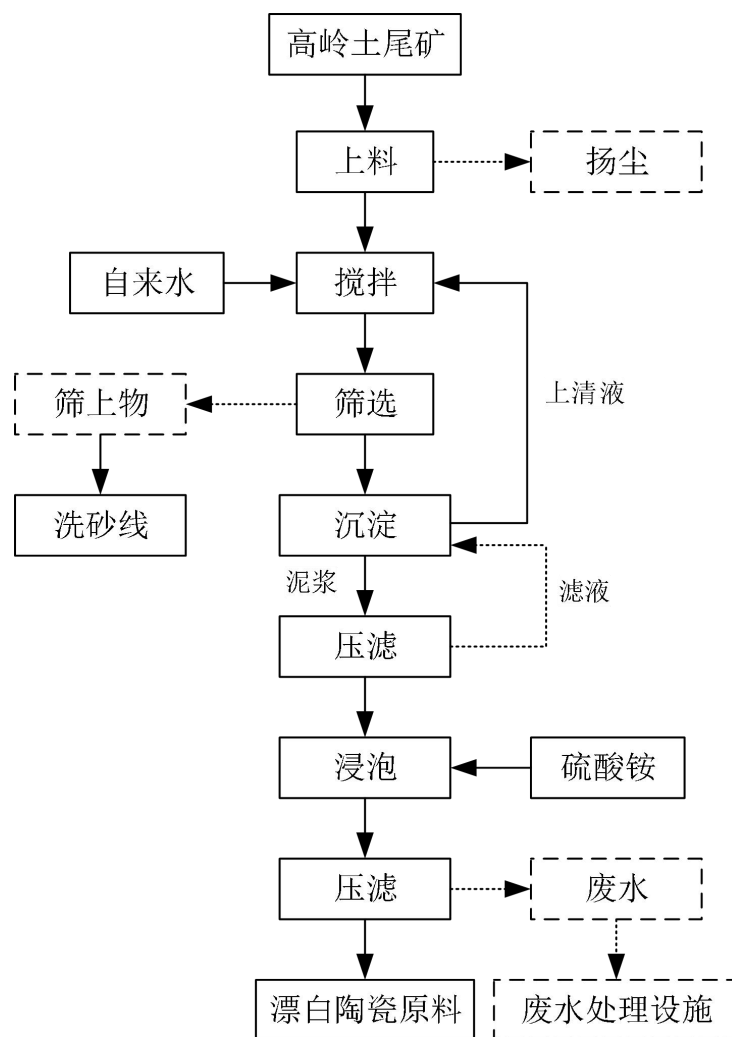 高岭土尾矿
上料
扬尘
自来水
搅拌
筛上物
筛选
上清液
洗砂线
沉淀
泥浆
滤液
压滤
浸泡
硫酸铵
压滤
废水
漂白陶瓷原料
废水处理设施